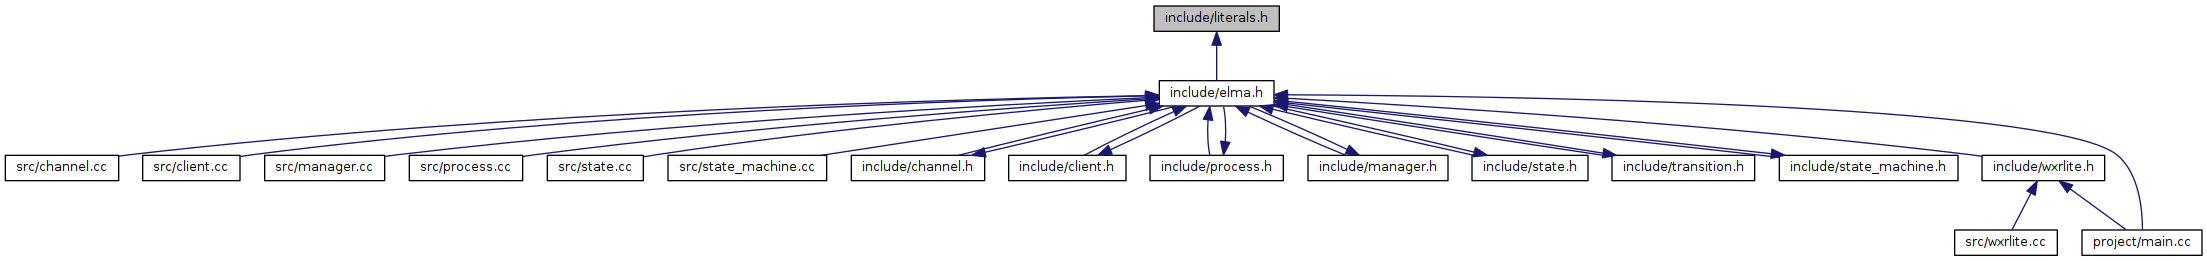 include/literals.h
include/elma.h
src/channel.cc
src/client.cc
src/manager.cc
src/process.cc
src/state.cc
src/state_machine.cc
include/channel.h
include/client.h
include/process.h
include/manager.h
include/state.h
include/transition.h
include/state_machine.h
include/wxrlite.h
src/wxrlite.cc
project/main.cc